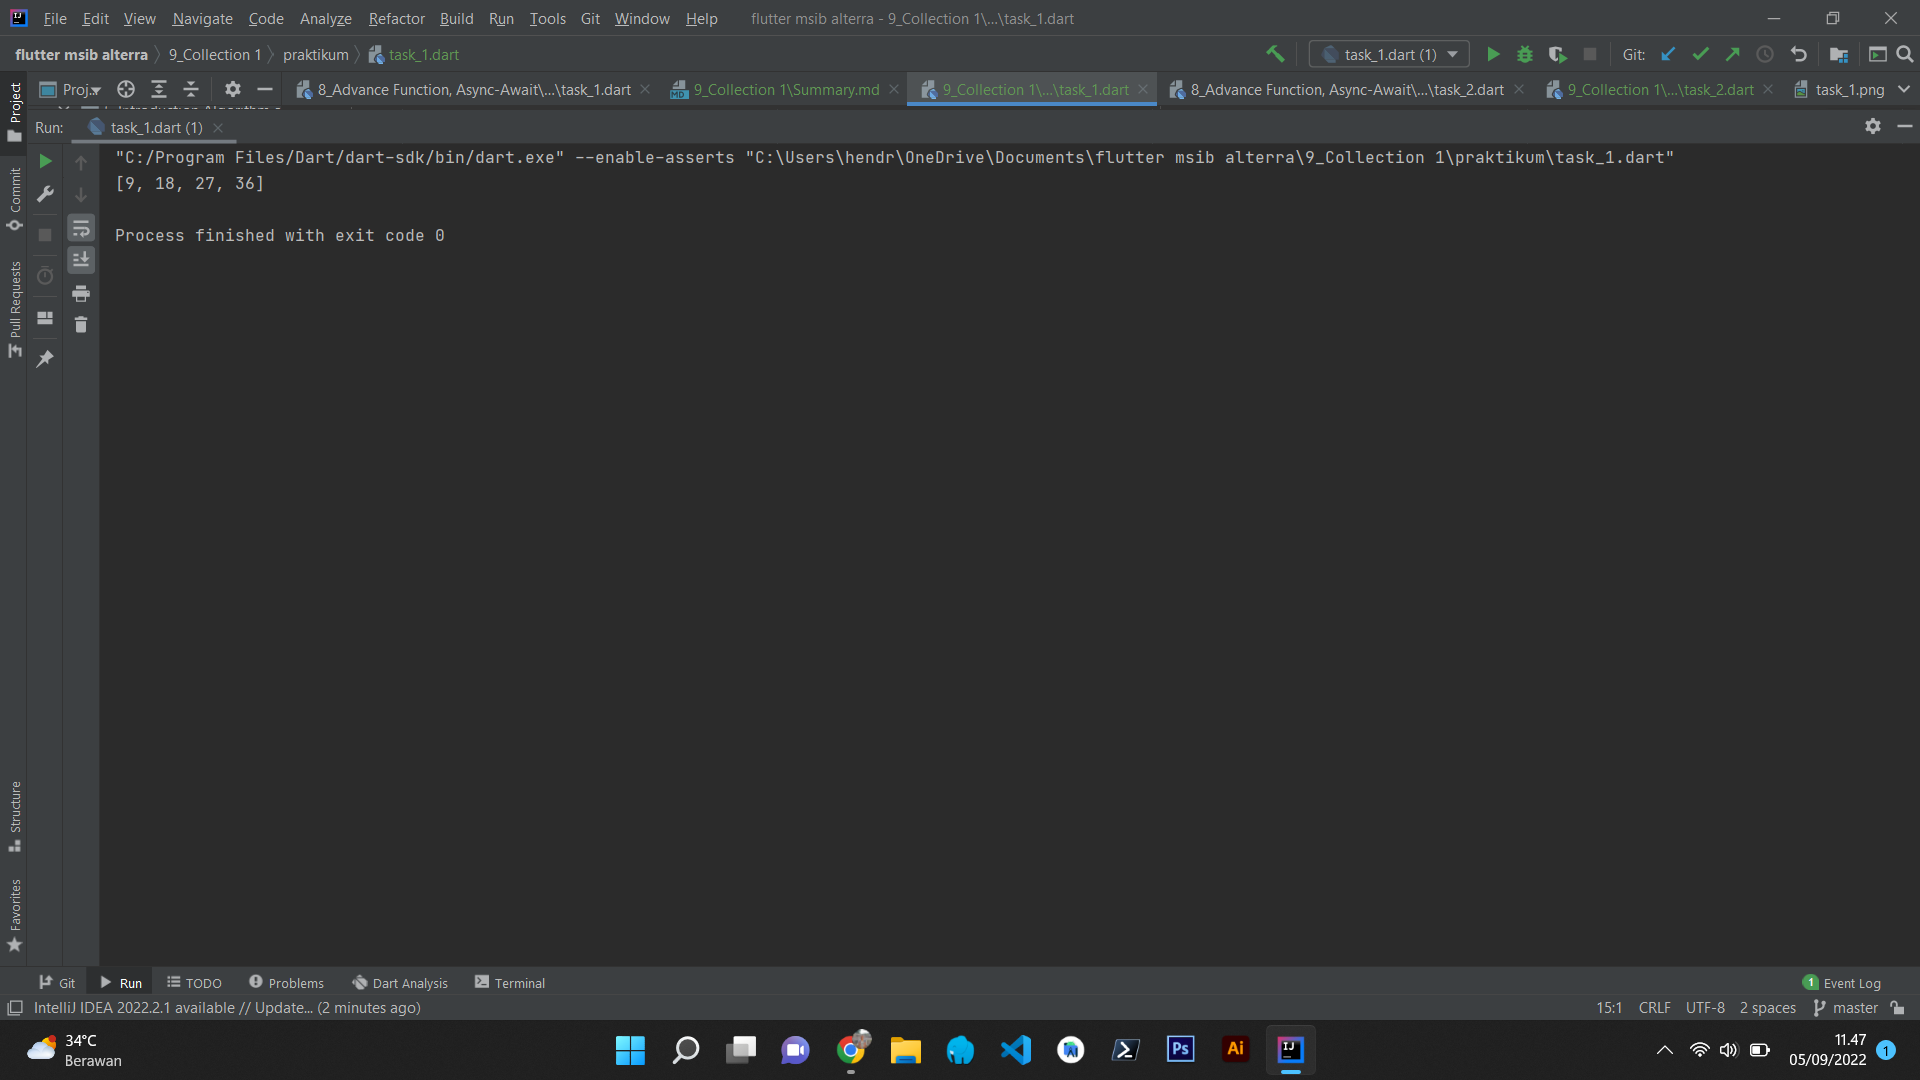 File Edit View Navigate Code Analyze Refactor Build Run Tools Git Window Help flutter msib alterra - 9_Collection 1\...\task_1.dart
flutter msib alterra 9_Collection 1 praktikum task_1.dart task_1.dart (1) Git:
Proj... 8_Advance Function, Async-Await\...\task_1.dart 9_Collection 1\Summary.md 9_Collection 1\...\task_1.dart 8_Advance Function, Async-Await\...\task_2.dart 9_Collection 1\...\task_2.dart task_1.png
Run: task_1.dart (1)
"C:/Program Files/Dart/dart-sdk/bin/dart.exe" --enable-asserts "C:\Users\hendr\OneDrive\Documents\flutter msib alterra\9_Collection 1\praktikum\task_1.dart"
[9, 18, 27, 36]
Process finished with exit code 0
Project
Commit
Pull Requests
Structure
Favorites
Git Run TODO Problems Dart Analysis Terminal 1 Event Log
IntelliJ IDEA 2022.2.1 available // Update... (2 minutes ago) 15:1 CRLF UTF-8 2 spaces master
34°C
Berawan
Ps Ai IJ
11.47
05/09/2022 1